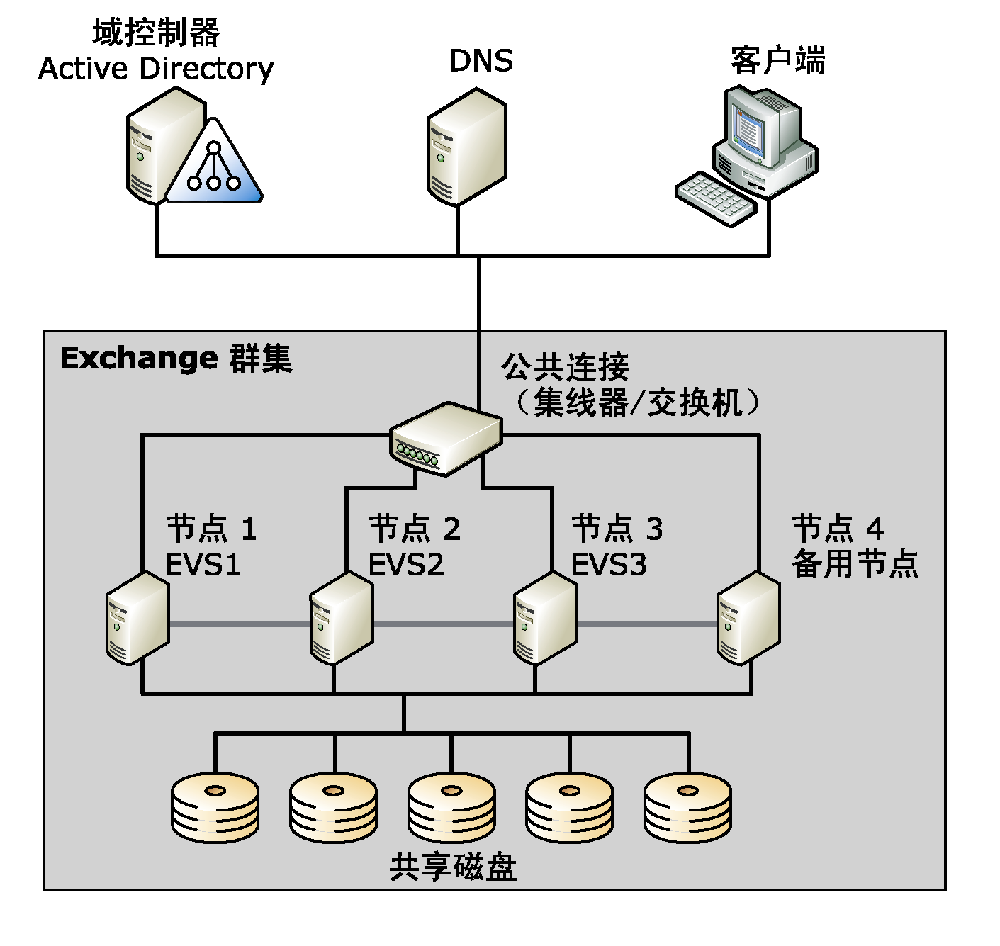 域控制器
Active Directory
DNS
客户端
Exchange 群集
公共连接
（集线器/交换机）
节点 1
EVS1
节点 2
EVS2
节点 3
EVS3
节点 4
备用节点
共享磁盘